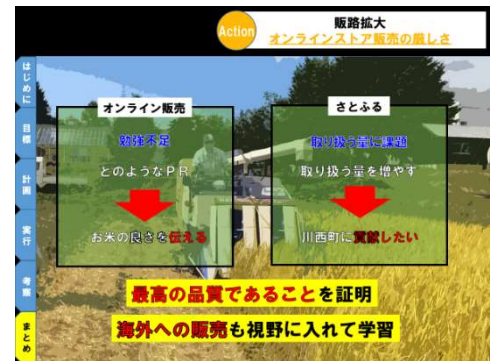 Action
販路拡大
オンラインストア販売の厳しさ
はじめに
目標
計画
実行
考察
まとめ
オンライン販売
勉強不足
とのようなPR
お米の良さを伝える
さとふる
取り扱う量に課題
取り扱う量を増やす
川西町に貢献したい
最高の品質であることを証明
海外への販売も視野に入れて学習